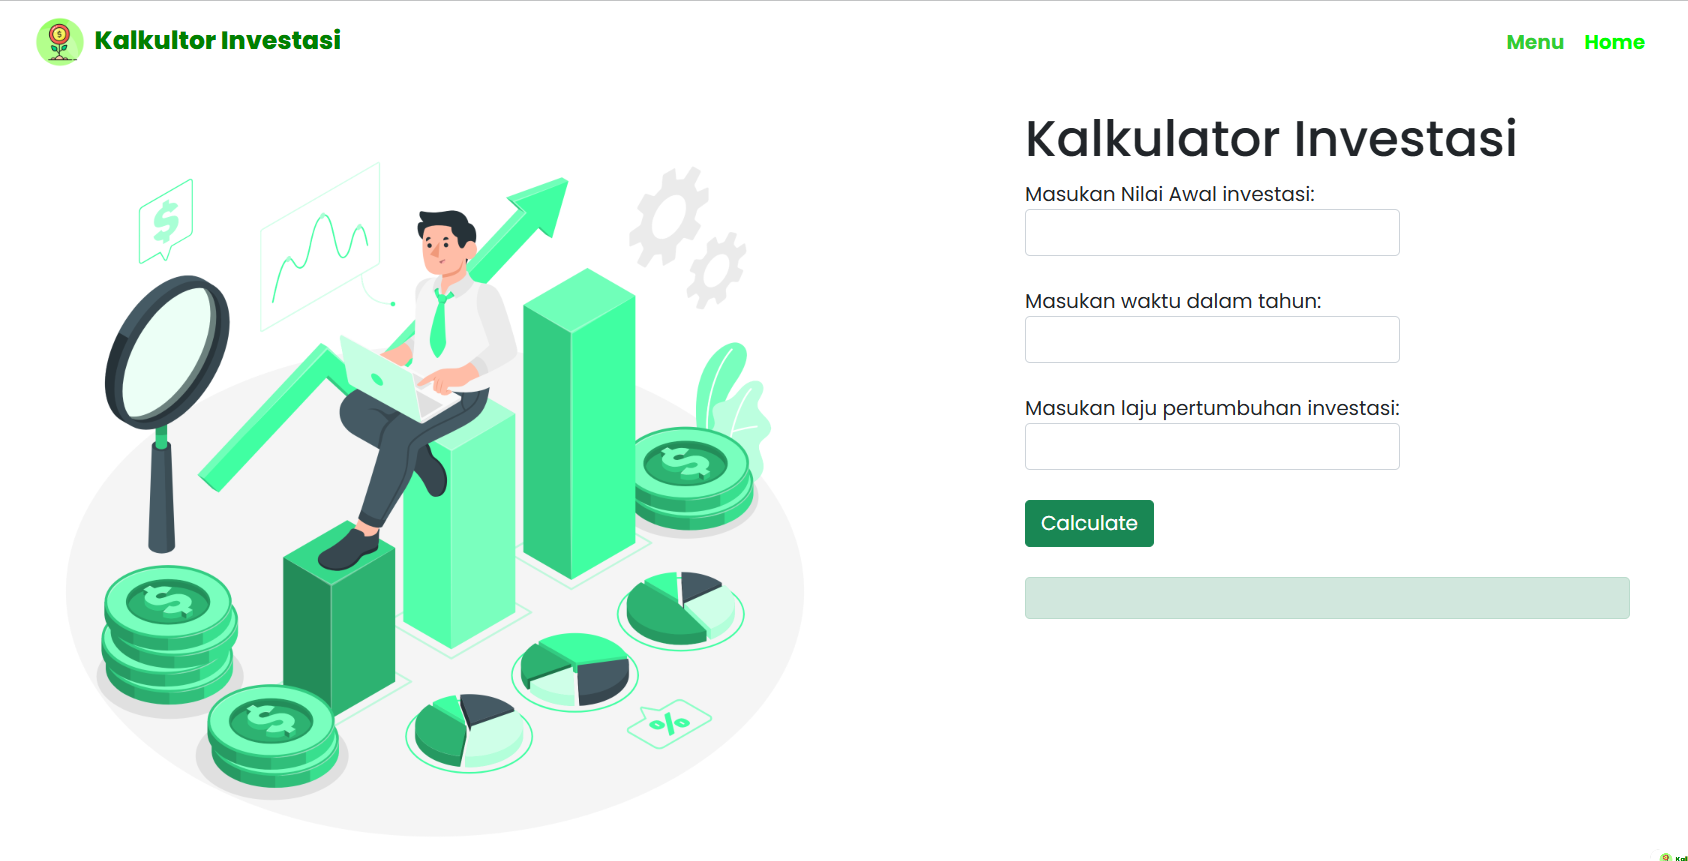 Kalkultor Investasi
Menu Home
Kalkulator Investasi
Masukan Nilai Awal investasi:
Masukan waktu dalam tahun:
Masukan laju pertumbuhan investasi:
Calculate
$
$
$
$
%